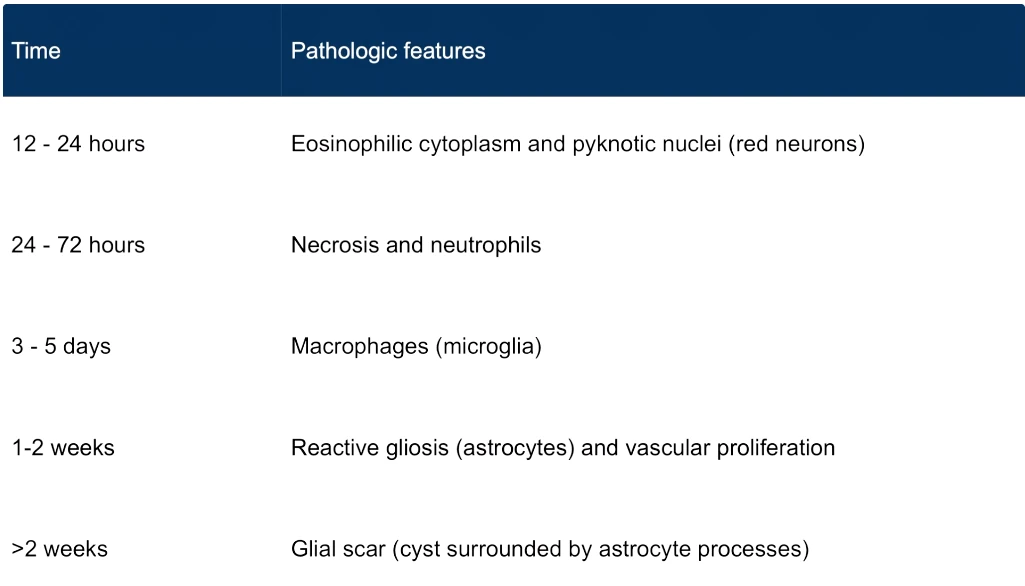 Time Pathologic features
12 - 24 hours Eosinophilic cytoplasm and pyknotic nuclei (red neurons)
24 - 72 hours Necrosis and neutrophils
3 - 5 days Macrophages (microglia)
1-2 weeks Reactive gliosis (astrocytes) and vascular proliferation
>2 weeks Glial scar (cyst surrounded by astrocyte processes)